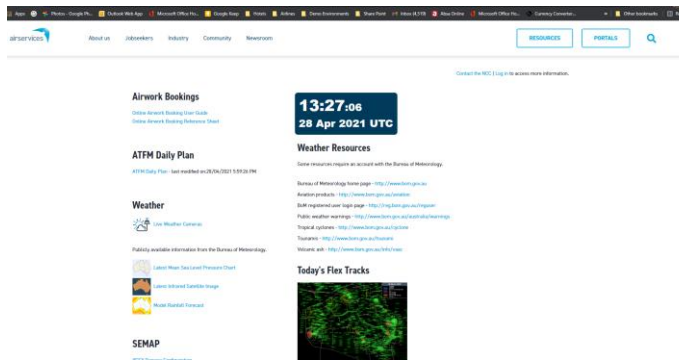 Apps
Photos - Google Ph...
Outlook Web App
Microsoft Office Ho...
Google Keep
Hotels
Airlines
Demo Environments
Share Point
Inbox (4,519)
Abax Online
Microsoft Office Ho...
Currency Converter...
Other bookmarks
airservices
About us
Jobseekers
Industry
Community
Newsroom
RESOURCES
PORTALS
Contact the NOC | Log in to access more information.
Airwork Bookings
Online Airwork Booking User Guide
Online Airwork Booking Reference Sheet
ATFM Daily Plan
ATFM Daily Plan - last modified on 28/04/2021 5:59:26 PM
Weather
Live Weather Cameras
Publicly available information from the Bureau of Meteorology.
Latest Mean Sea Level Pressure Chart
Latest Infrared Satellite Image
Model Rainfall Forecast
SEMAP
13:27:06
28 Apr 2021 UTC
Weather Resources
Some resources require an account with the Bureau of Meteorology.
Bureau of Meteorology home page - http://www.bom.gov.au
Aviation products - http://www.bom.gov.au/aviation
BoM registered user login page - http://reg.bom.gov.au/reguser
Public weather warnings - http://www.bom.gov.au/australia/warnings
Tropical cyclones - http://www.bom.gov.au/cyclone
Tsunamis - http://www.bom.gov.au/tsunami
Volcanic ash - http://www.bom.gov.au/info/vaac
Today's Flex Tracks